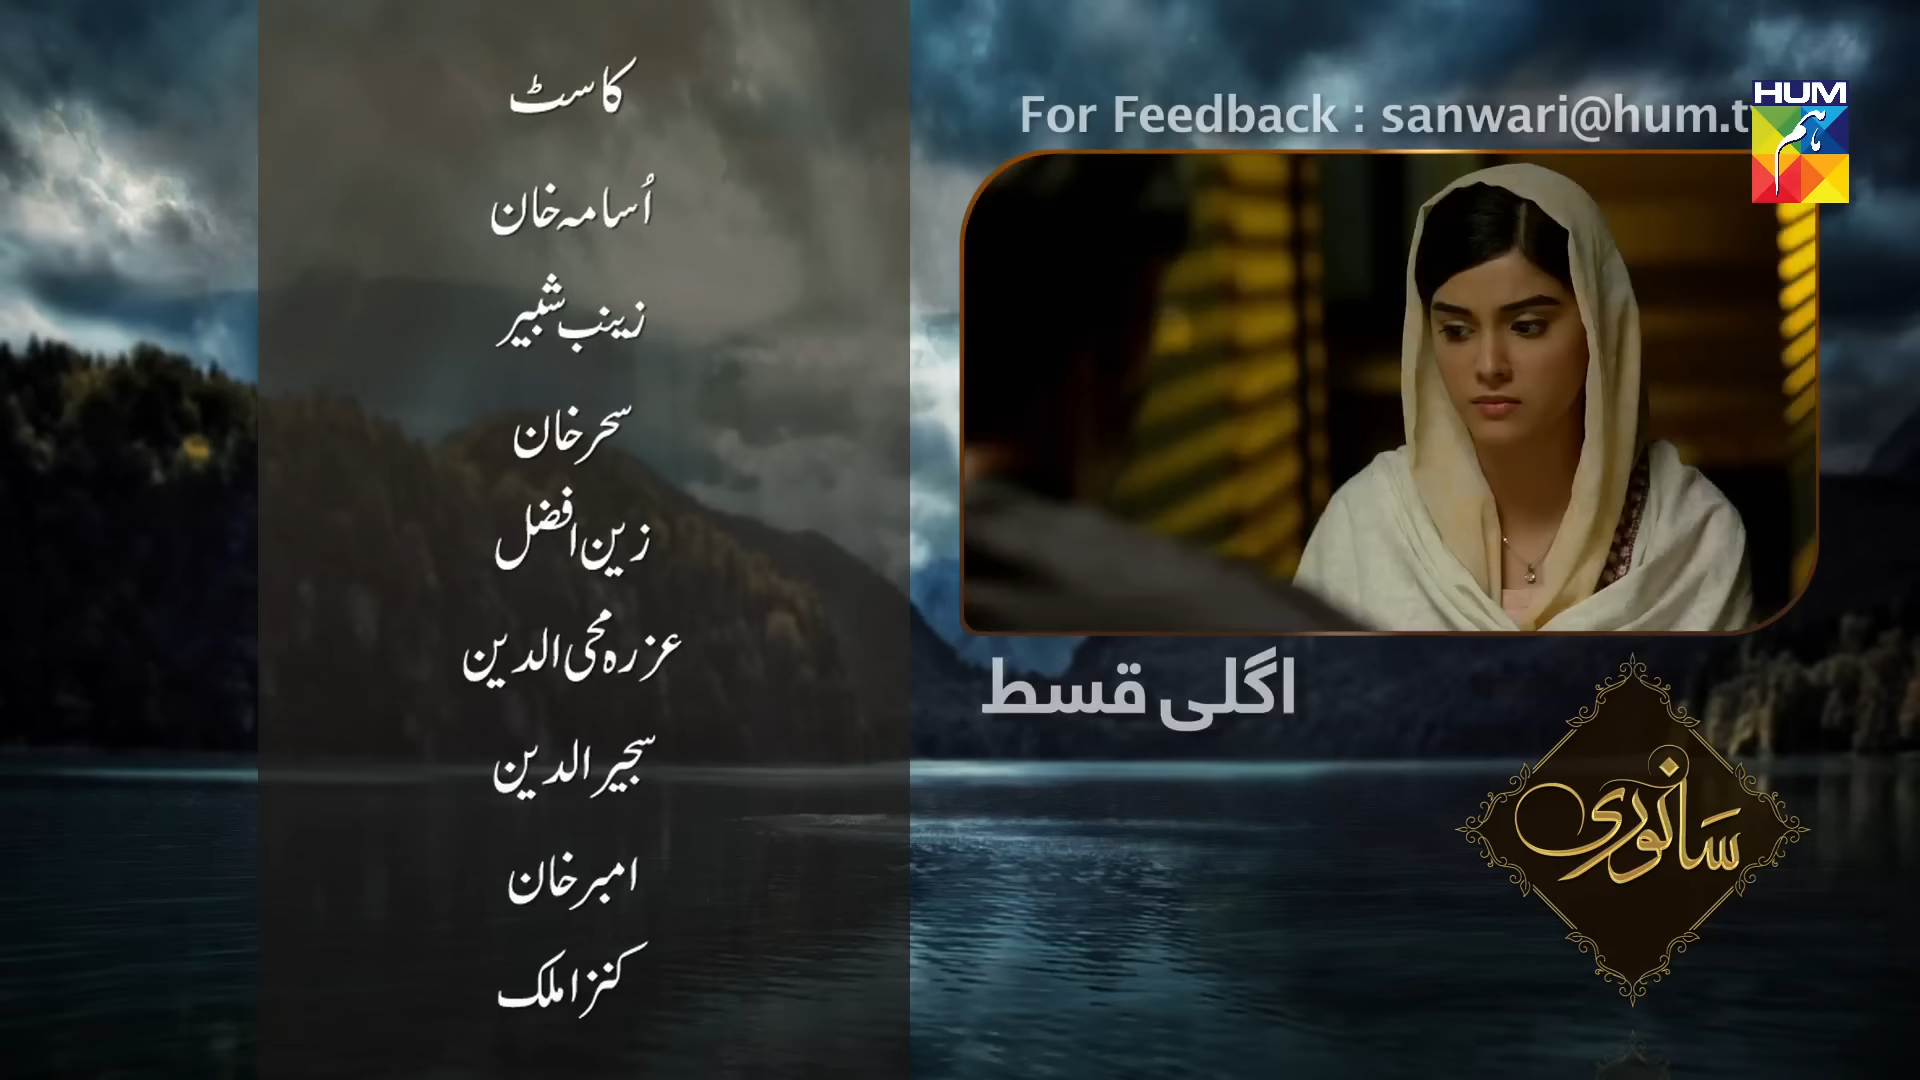 کاسٹ
اُسامہ خان
زینب شبیر
سحر خان
زین افضل
عزرہ محی الدین
سجیر الدین
امبر خان
کنزا ملک
For Feedback : sanwari@hum.t
HUM
ہم
اگلی قسط
سانوری